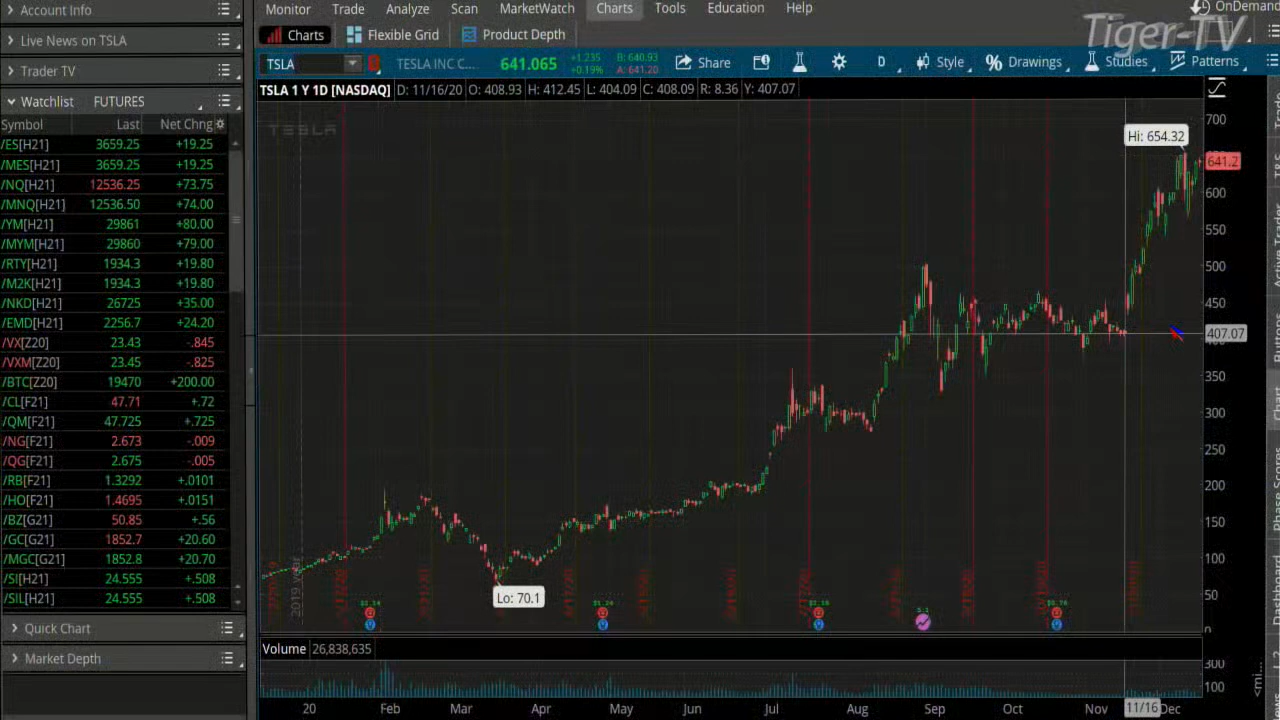 Account Info
Live News on TSLA
Trader TV
Watchlist FUTURES
Symbol Last Net Chng
/ES[H21] 3659.25 +19.25
/MES[H21] 3659.25 +19.25
/NQ[H21] 12536.25 +73.75
/MNQ[H21] 12536.50 +74.00
/YM[H21] 29861 +80.00
/MYM[H21] 29860 +79.00
/RTY[H21] 1934.3 +19.80
/M2K[H21] 1934.3 +19.80
/NKD[H21] 26725 +35.00
/EMD[H21] 2256.7 +24.20
/VX[Z20] 23.43 -.845
/VXM[Z20] 23.45 -.825
/BTC[Z20] 19470 +200.00
/CL[F21] 47.71 +.72
/QM[F21] 47.725 +.725
/NG[F21] 2.673 -.009
/QG[F21] 2.675 -.005
/RB[F21] 1.3292 +.0101
/HO[F21] 1.4695 +.0151
/BZ[G21] 50.85 +.56
/GC[G21] 1852.7 +20.60
/MGC[G21] 1852.8 +20.70
/SI[H21] 24.555 +.508
/SIL[H21] 24.555 +.508
Quick Chart
Market Depth
Monitor Trade Analyze Scan MarketWatch Charts Tools Education Help
OnDemand
Tiger-TV
Charts Flexible Grid Product Depth
TSLA TESLA INC C... 641.065 +1.235 +0.19% B: 640.93 A: 641.20 Share D Style Drawings Studies Patterns
TSLA 1 Y 1D [NASDAQ] D: 11/16/20 O: 408.93 H: 412.45 L: 404.09 C: 408.09 R: 8.36 Y: 407.07
TESLA
Hi: 654.32
Lo: 70.1
700
641.2
600
550
500
450
407.07
350
300
250
200
150
100
50
0
Volume 26,838,635
300
100
20 Feb Mar Apr May Jun Jul Aug Sep Oct Nov 11/16 Dec